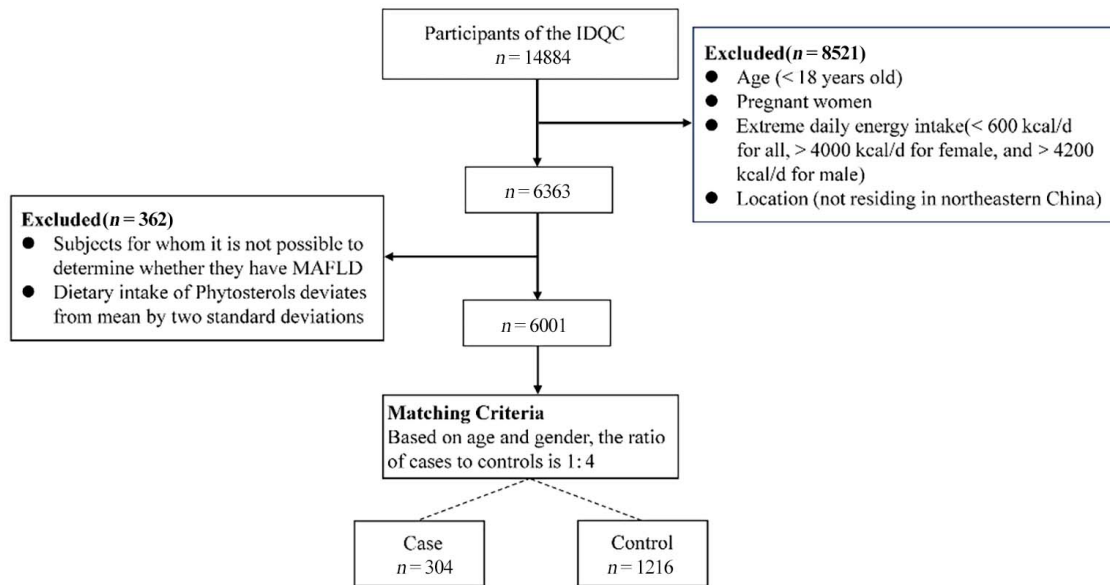 Participants of the IDQC
n = 14884
Excluded(n = 8521)
● Age (< 18 years old)
● Pregnant women
● Extreme daily energy intake(< 600 kcal/d
for all, > 4000 kcal/d for female, and > 4200
kcal/d for male)
● Location (not residing in northeastern China)
n = 6363
Excluded(n = 362)
● Subjects for whom it is not possible to
determine whether they have MAFLD
● Dietary intake of Phytosterols deviates
from mean by two standard deviations
n = 6001
Matching Criteria
Based on age and gender, the ratio
of cases to controls is 1: 4
Case
n = 304
Control
n = 1216